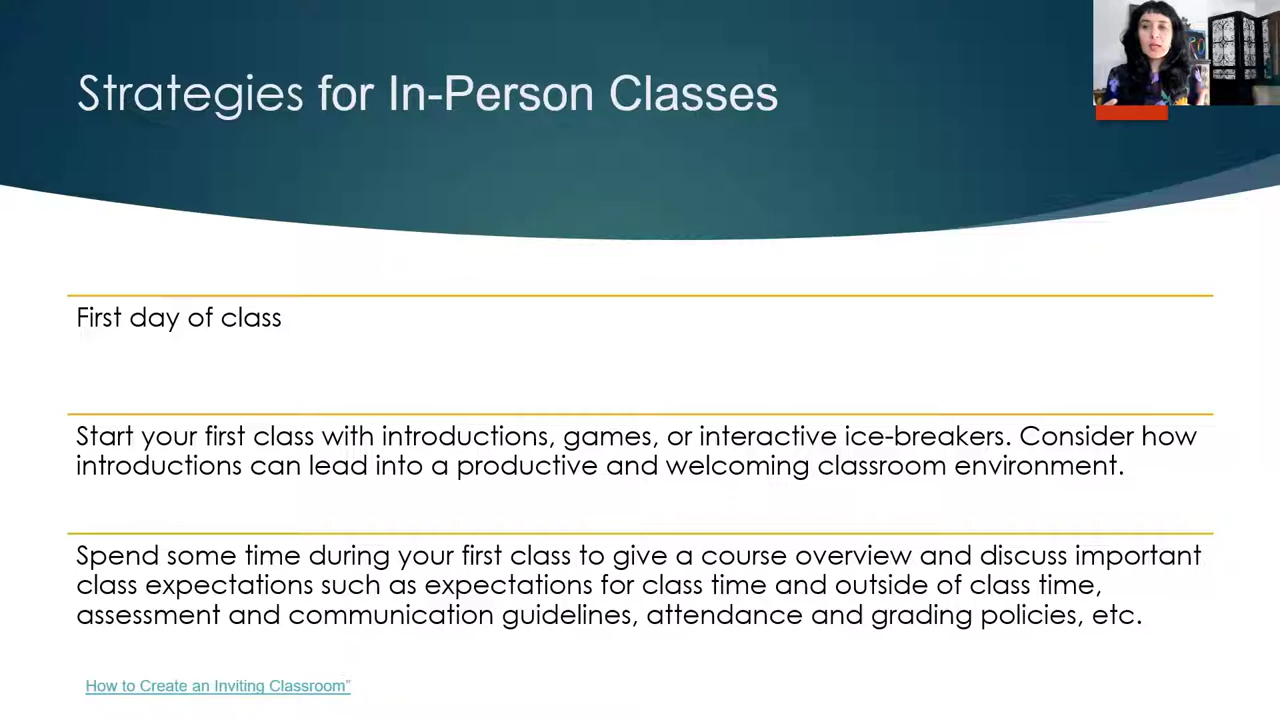 Strategies for In-Person Classes
First day of class
Start your first class with introductions, games, or interactive ice-breakers. Consider how
introductions can lead into a productive and welcoming classroom environment.
Spend some time during your first class to give a course overview and discuss important
class expectations such as expectations for class time and outside of class time,
assessment and communication guidelines, attendance and grading policies, etc.
How to Create an Inviting Classroom”